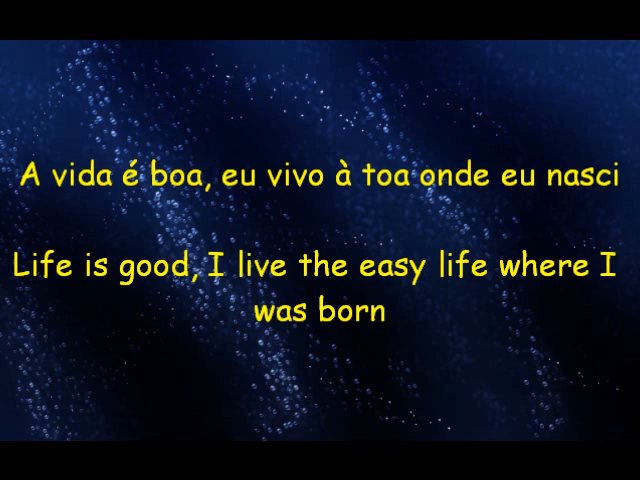 A vida é boa, eu vivo à toa onde eu nasci
Life is good, I live the easy life where I
was born